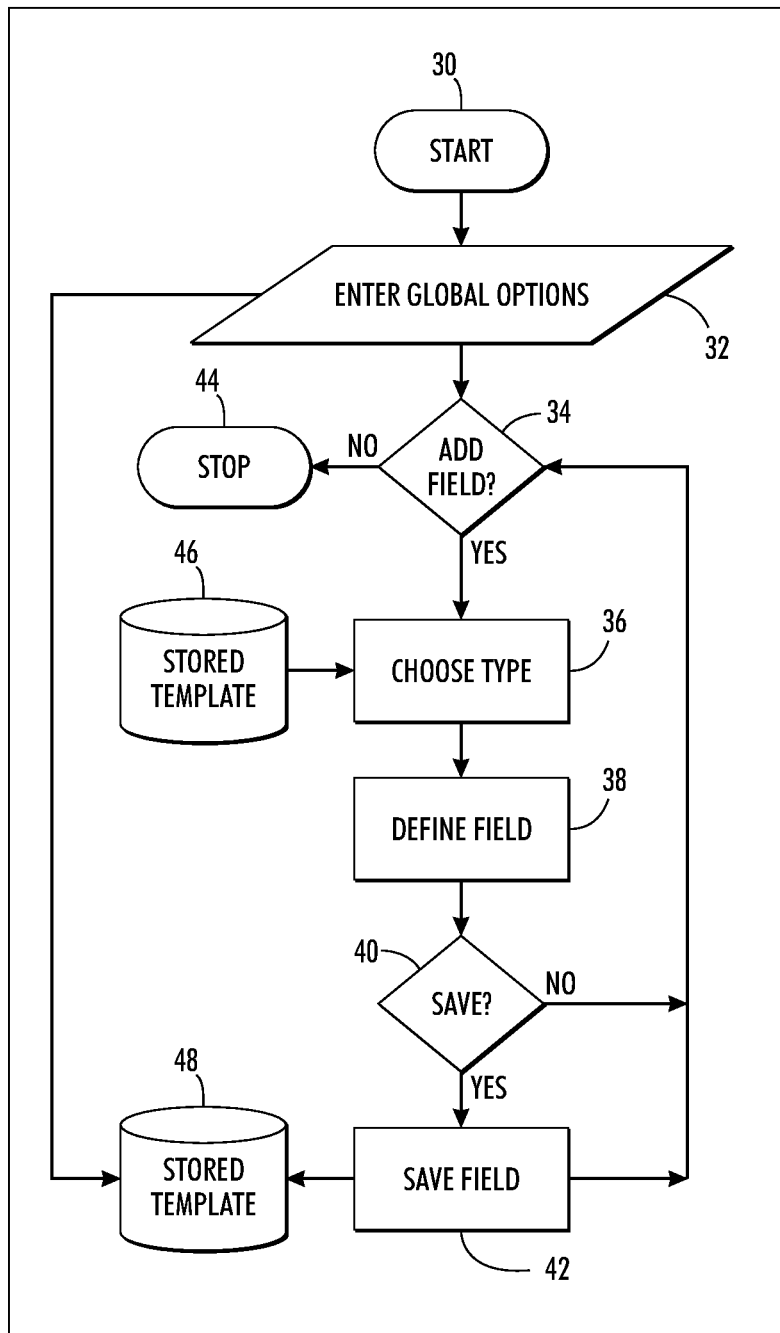 30
START
ENTER GLOBAL OPTIONS
32
44
34
STOP
NO
ADD
FIELD?
YES
46
36
STORED
TEMPLATE
CHOOSE TYPE
38
DEFINE FIELD
40
SAVE?
NO
YES
48
STORED
TEMPLATE
SAVE FIELD
42